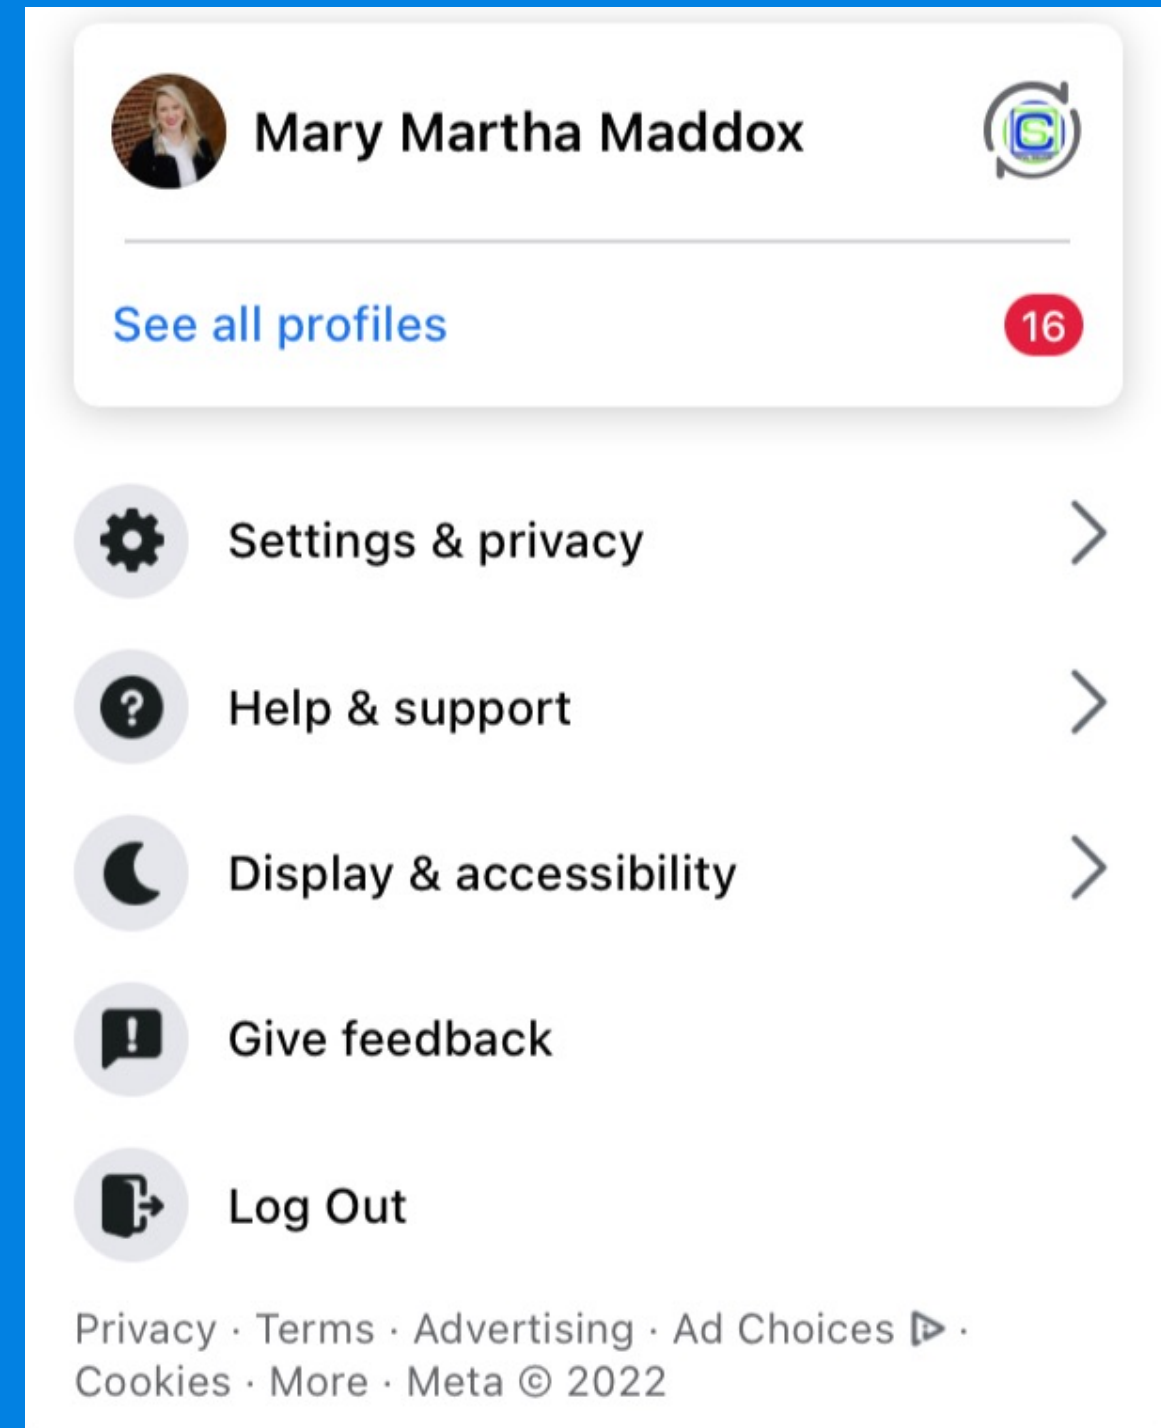 Mary Martha Maddox
See all profiles
16
Settings & privacy
Help & support
Display & accessibility
Give feedback
Log Out
Privacy · Terms · Advertising · Ad Choices ·
Cookies · More · Meta © 2022